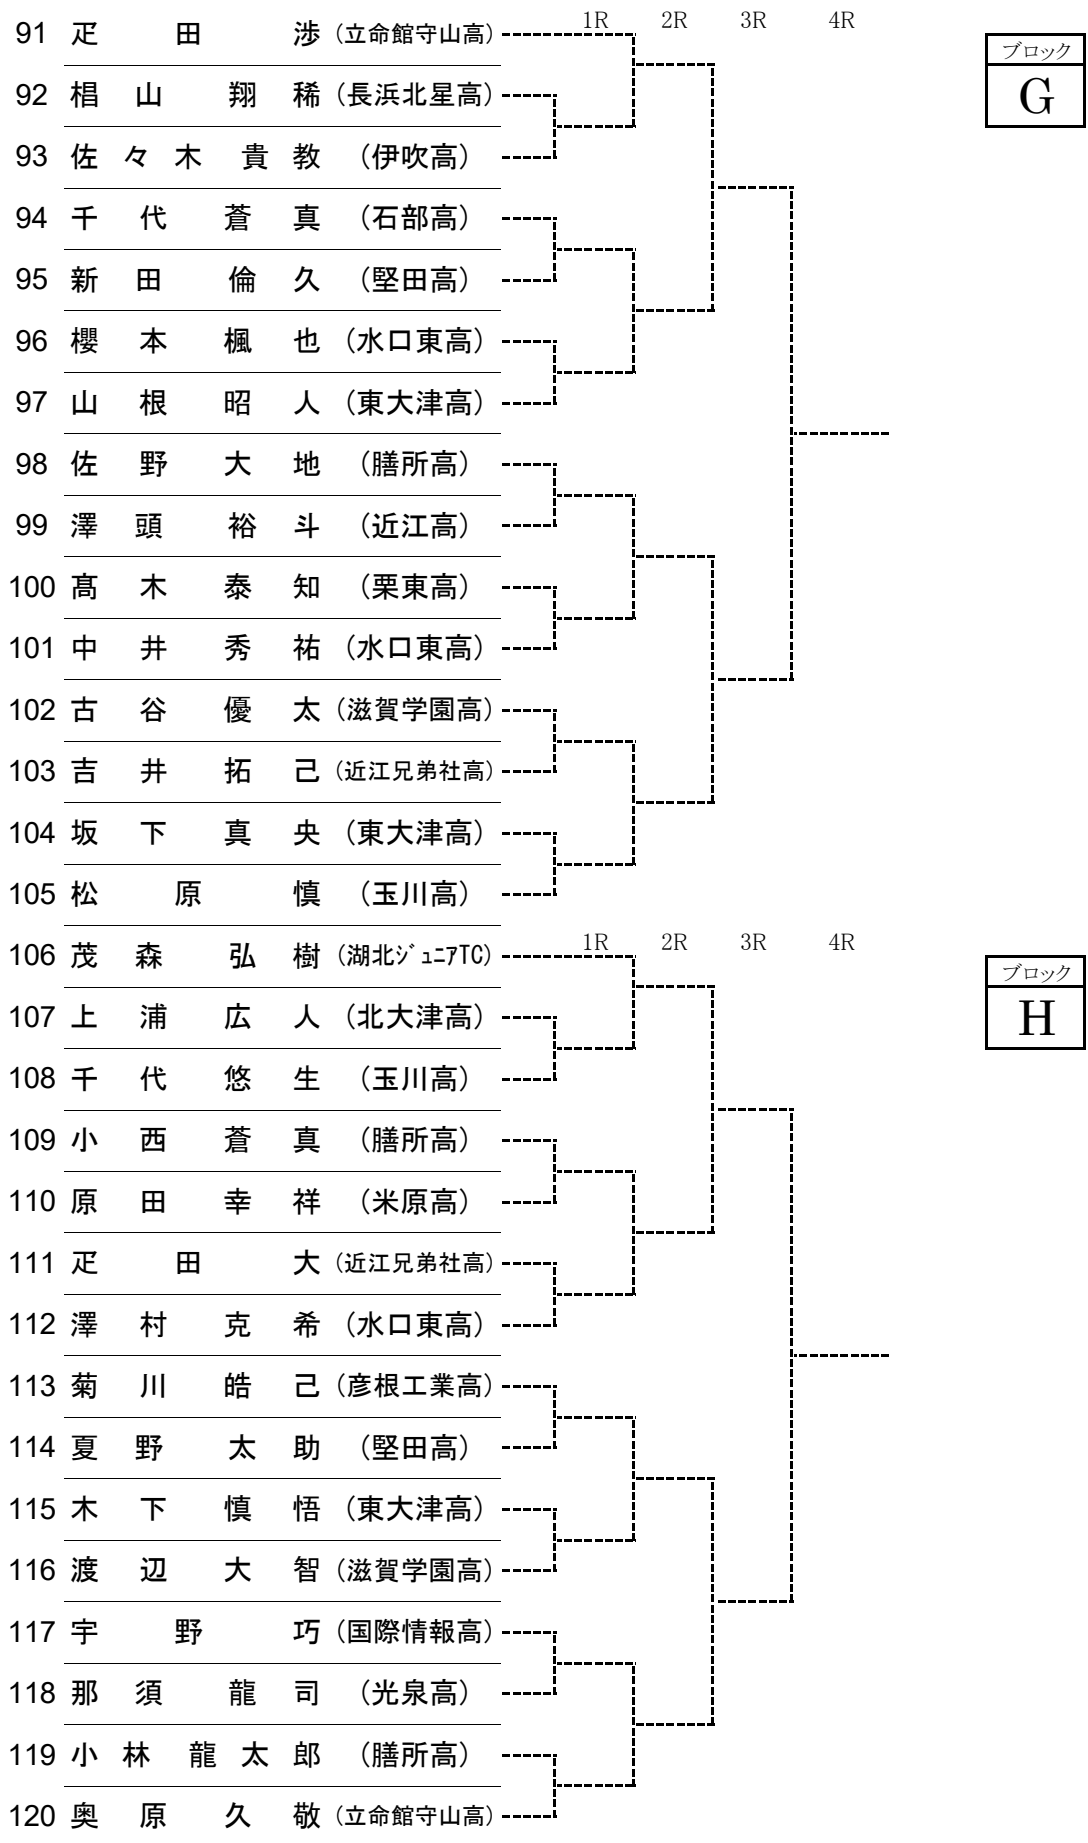 1R 2R 3R 4R
91 疋田 渉 (立命館守山高)
ブロック
G
92 椙山 翔稀 (長浜北星高)
93 佐々木 貴教 (伊吹高)
94 千代 蒼真 (石部高)
95 新田 倫久 (堅田高)
96 櫻本 楓也 (水口東高)
97 山根 昭人 (東大津高)
98 佐野 大地 (膳所高)
99 澤頭 裕斗 (近江高)
100 髙木 泰知 (栗東高)
101 中井 秀祐 (水口東高)
102 古谷 優太 (滋賀学園高)
103 吉井 拓己 (近江兄弟社高)
104 坂下 真央 (東大津高)
105 松原 慎 (玉川高)
1R 2R 3R 4R
106 茂森 弘樹 (湖北ｼﾞｭﾆｱTC)
ブロック
H
107 上浦 広人 (北大津高)
108 千代 悠生 (玉川高)
109 小西 蒼真 (膳所高)
110 原田 幸祥 (米原高)
111 疋田 大 (近江兄弟社高)
112 澤村 克希 (水口東高)
113 菊川 皓己 (彦根工業高)
114 夏野 太助 (堅田高)
115 木下 慎悟 (東大津高)
116 渡辺 大智 (滋賀学園高)
117 宇野 巧 (国際情報高)
118 那須 龍司 (光泉高)
119 小林 龍太郎 (膳所高)
120 奥原 久敬 (立命館守山高)